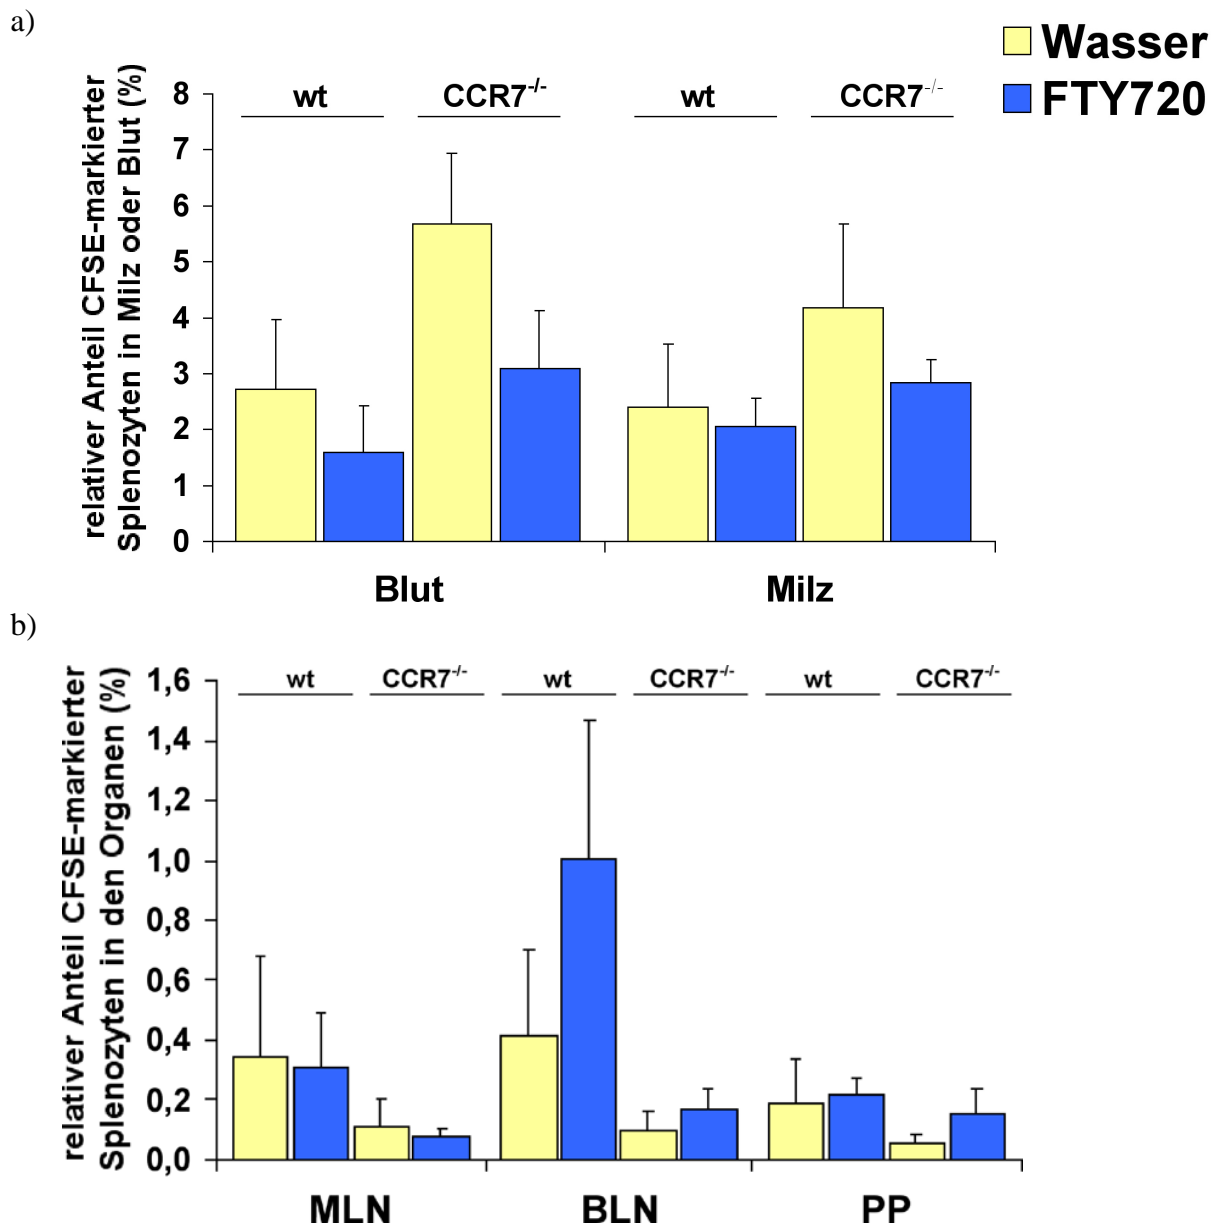 a)
Wasser
FTY720
relativer Anteil CFSE-markierter
Splenozyten in Milz oder Blut (%)
8
7
6
5
4
3
2
1
0
wt
CCR7-/-
wt
CCR7-/-
Blut
Milz
b)
relativer Anteil CFSE-markierter
Splenozyten in den Organen (%)
1,6
1,4
1,2
1,0
0,8
0,6
0,4
0,2
0,0
wt
CCR7-/-
wt
CCR7-/-
wt
CCR7-/-
MLN
BLN
PP